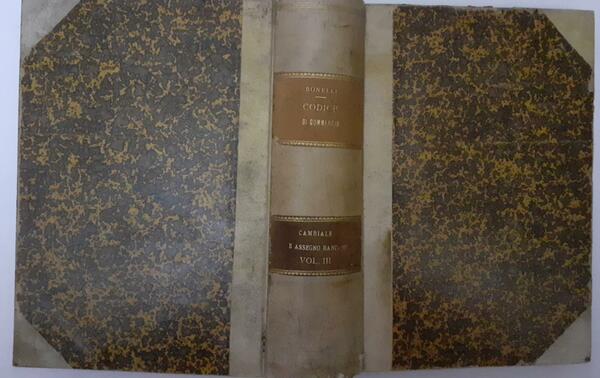 BONELLI
CODICE
DI COMMERCIO
CAMBIALE
E ASSEGNO
VOL. III